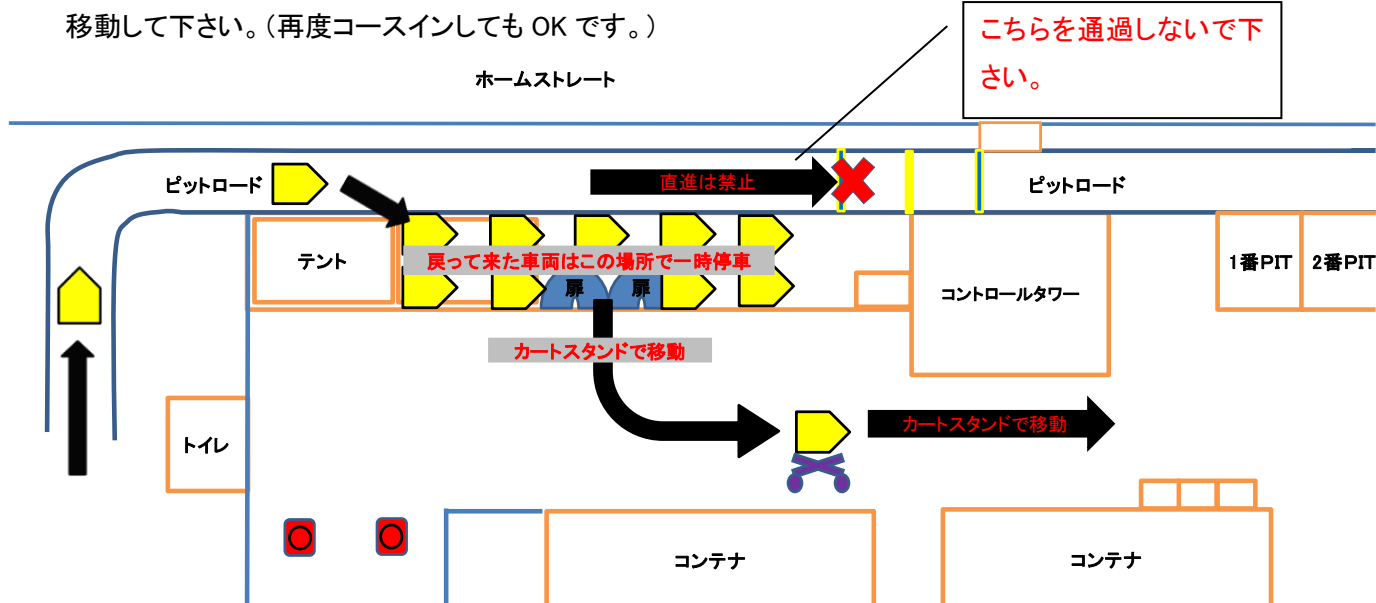 移動して下さい。（再度コースインしても OK です。）
こちらを通過しないで下
さい。
ホームストレート
ピットロード
直進は禁止
ピットロード
テント
戻って来た車両はこの場所で一時停車
扉
扉
コントロールタワー
1番PIT
2番PIT
カートスタンドで移動
カートスタンドで移動
トイレ
コンテナ
コンテナ